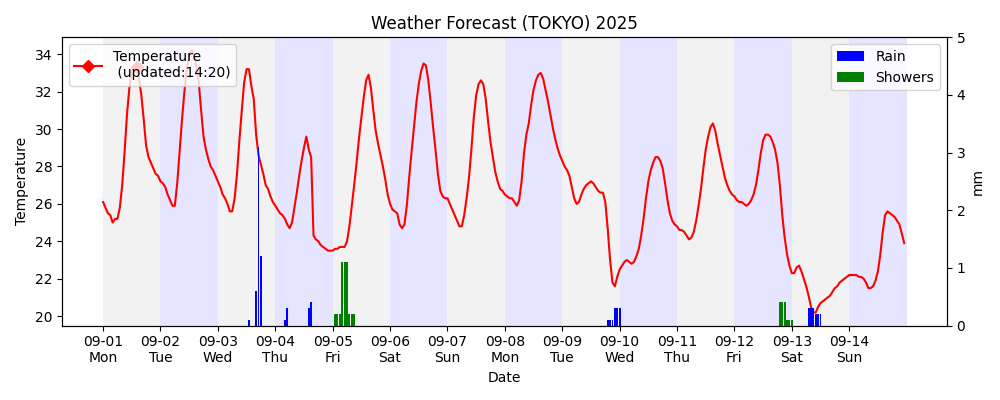 Weather Forecast (TOKYO) 2025
Temperature
(updated:14:20)
Rain
Showers
34
32
30
28
26
24
22
20
Temperature
5
4
3
2
1
0
mm
09-01 09-02 09-03 09-04 09-05 09-06 09-07 09-08 09-09 09-10 09-11 09-12 09-13 09-14
Mon Tue Wed Thu Fri Sat Sun Mon Tue Wed Thu Fri Sat Sun
Date